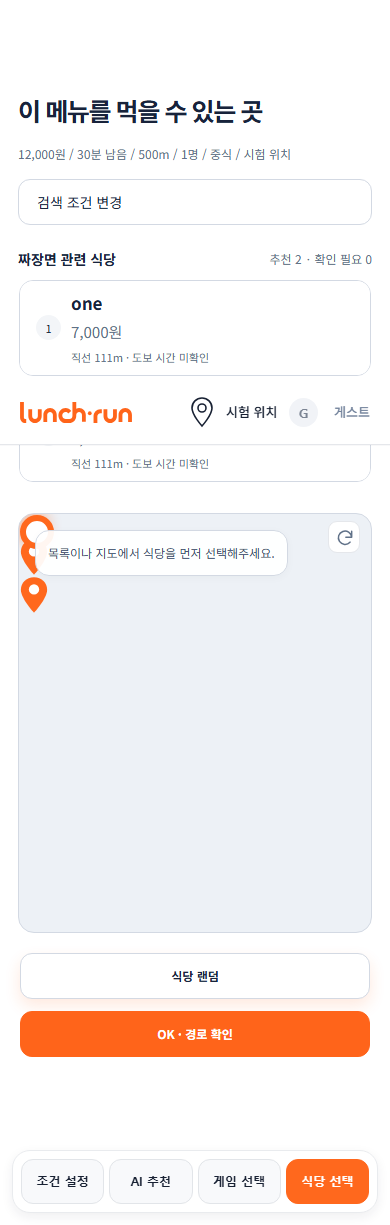 이 메뉴를 먹을 수 있는 곳
12,000원 / 30분 남음 / 500m / 1명 / 중식 / 시험 위치
검색 조건 변경
짜장면 관련 식당 추천 2 · 확인 필요 0
one
1
7,000원
직선 111m · 도보 시간 미확인
lunch·run 시험 위치 G 게스트
직선 111m · 도보 시간 미확인
목록이나 지도에서 식당을 먼저 선택해주세요.
식당 랜덤
OK · 경로 확인
조건 설정 AI 추천 게임 선택 식당 선택